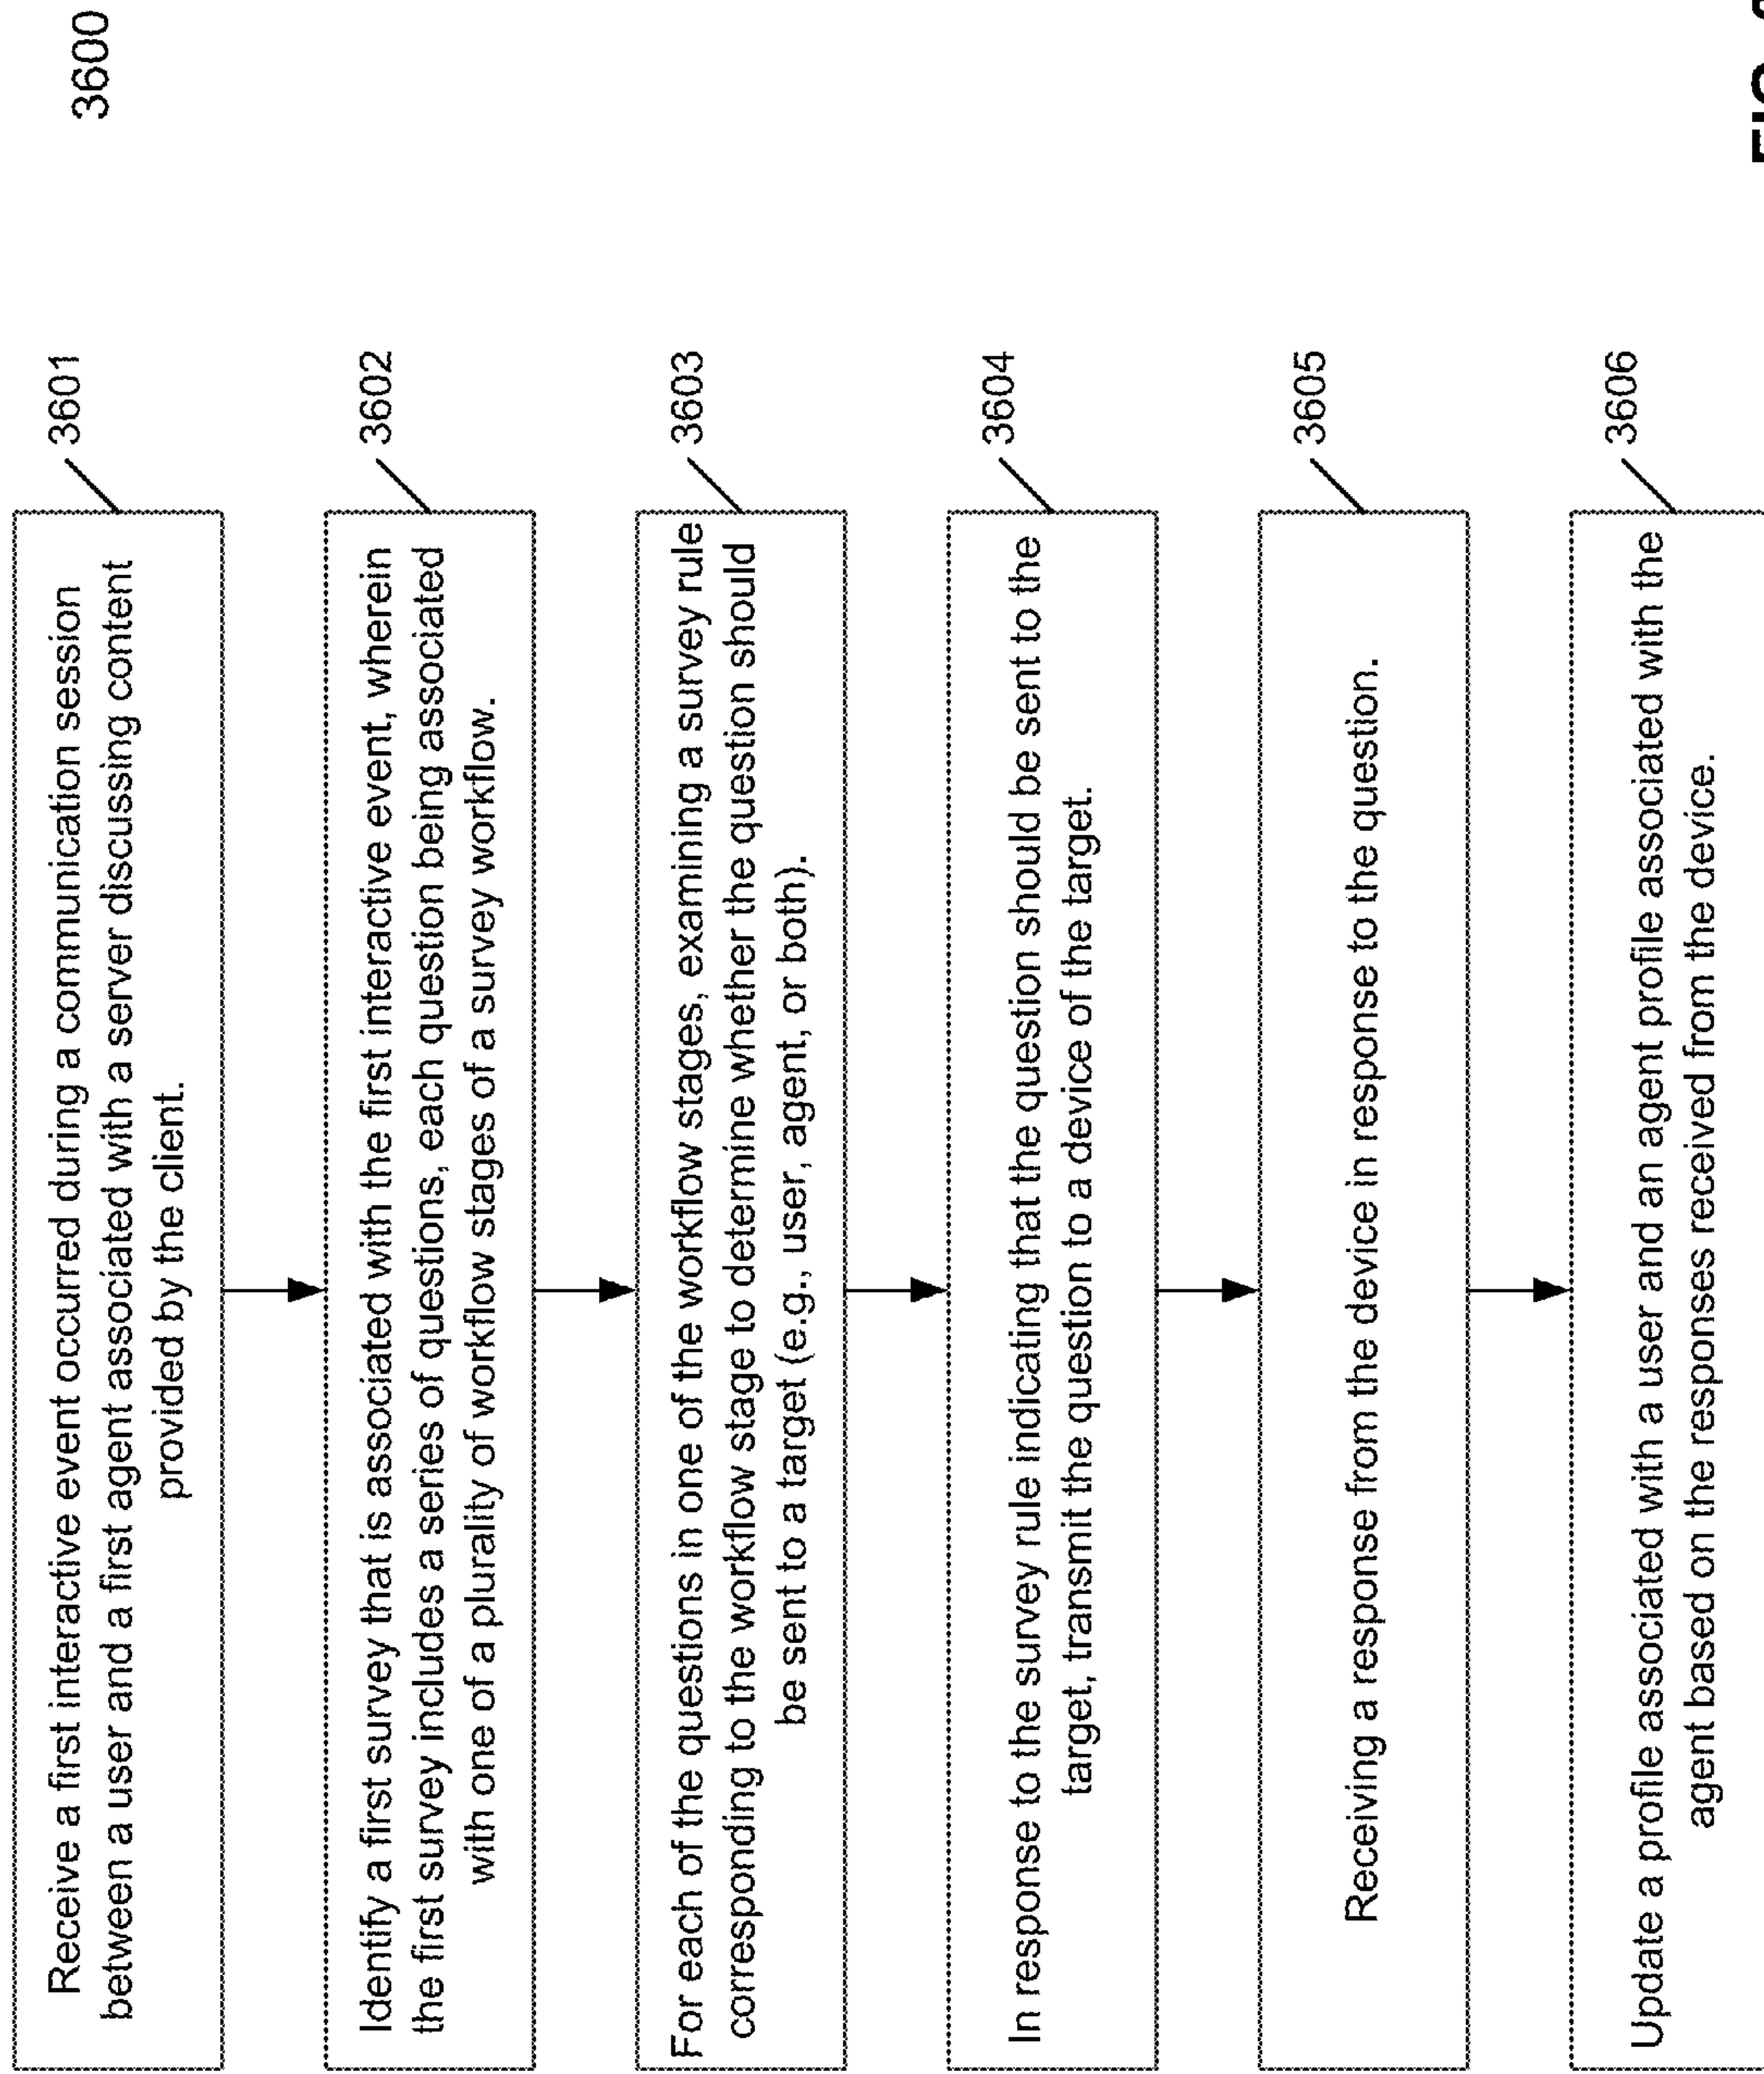 3600
Receive a first interactive event occurred during a communication session
between a user and a first agent associated with a server discussing content
provided by the client.
3601
Identify a first survey that is associated with the first interactive event, wherein
the first survey includes a series of questions, each question being associated
with one of a plurality of workflow stages of a survey workflow.
3602
For each of the questions in one of the workflow stages, examining a survey rule
corresponding to the workflow stage to determine whether the question should
be sent to a target (e.g., user, agent, or both).
3603
In response to the survey rule indicating that the question should be sent to the
target, transmit the question to a device of the target.
3604
Receiving a response from the device in response to the question.
3605
Update a profile associated with a user and an agent profile associated with the
agent based on the responses received from the device.
3606
FIG.